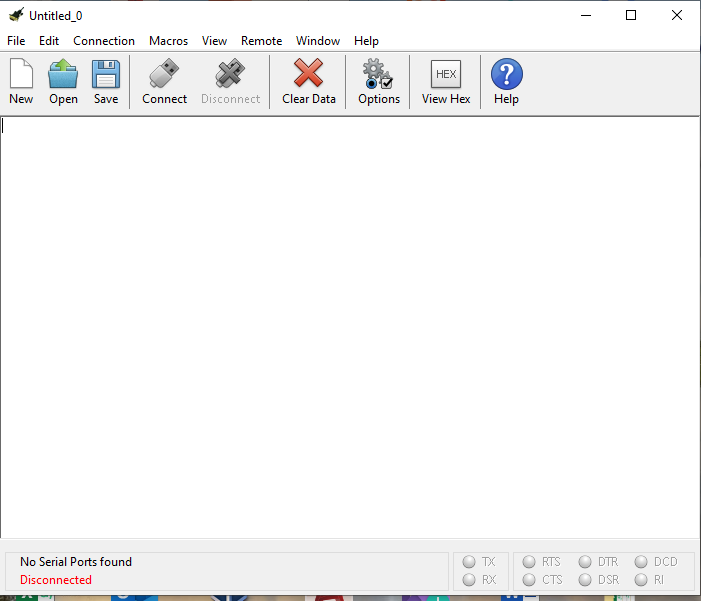 Untitled_0
File Edit Connection Macros View Remote Window Help
HEX
New Open Save Connect Disconnect Clear Data Options View Hex Help
No Serial Ports found TX RTS DTR DCD
Disconnected RX CTS DSR RI